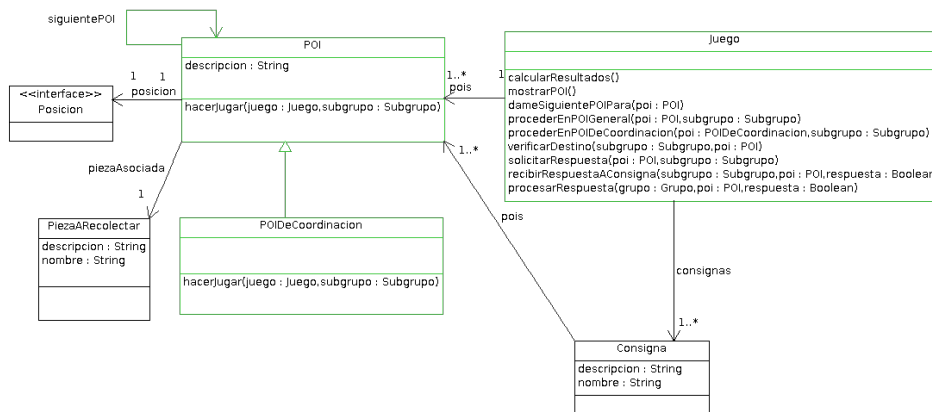 siguientePOI
POI
descripcion : String
hacerJugar(juego : Juego,subgrupo : Subgrupo)
1
1
posicion
<<interface>>
Posicion
piezaAsociada
1
PiezaARecolectar
descripcion : String
nombre : String
POIDeCoordinacion
hacerJugar(juego : Juego,subgrupo : Subgrupo)
1..*
pois
1
Juego
calcularResultados()
mostrarPOI()
dameSiguientePOIPara(poi : POI)
procederEnPOIGeneral(poi : POI,subgrupo : Subgrupo)
procederEnPOIDeCoordinacion(poi : POIDeCoordinacion,subgrupo : Subgrupo)
verificarDestino(subgrupo : Subgrupo,poi : POI)
solicitarRespuesta(poi : POI,subgrupo : Subgrupo)
recibirRespuestaAConsigna(subgrupo : Subgrupo,poi : POI,respuesta : Boolean
procesarRespuesta(grupo : Grupo,poi : POI,respuesta : Boolean)
1..*
pois
consignas
1..*
Consigna
descripcion : String
nombre : String